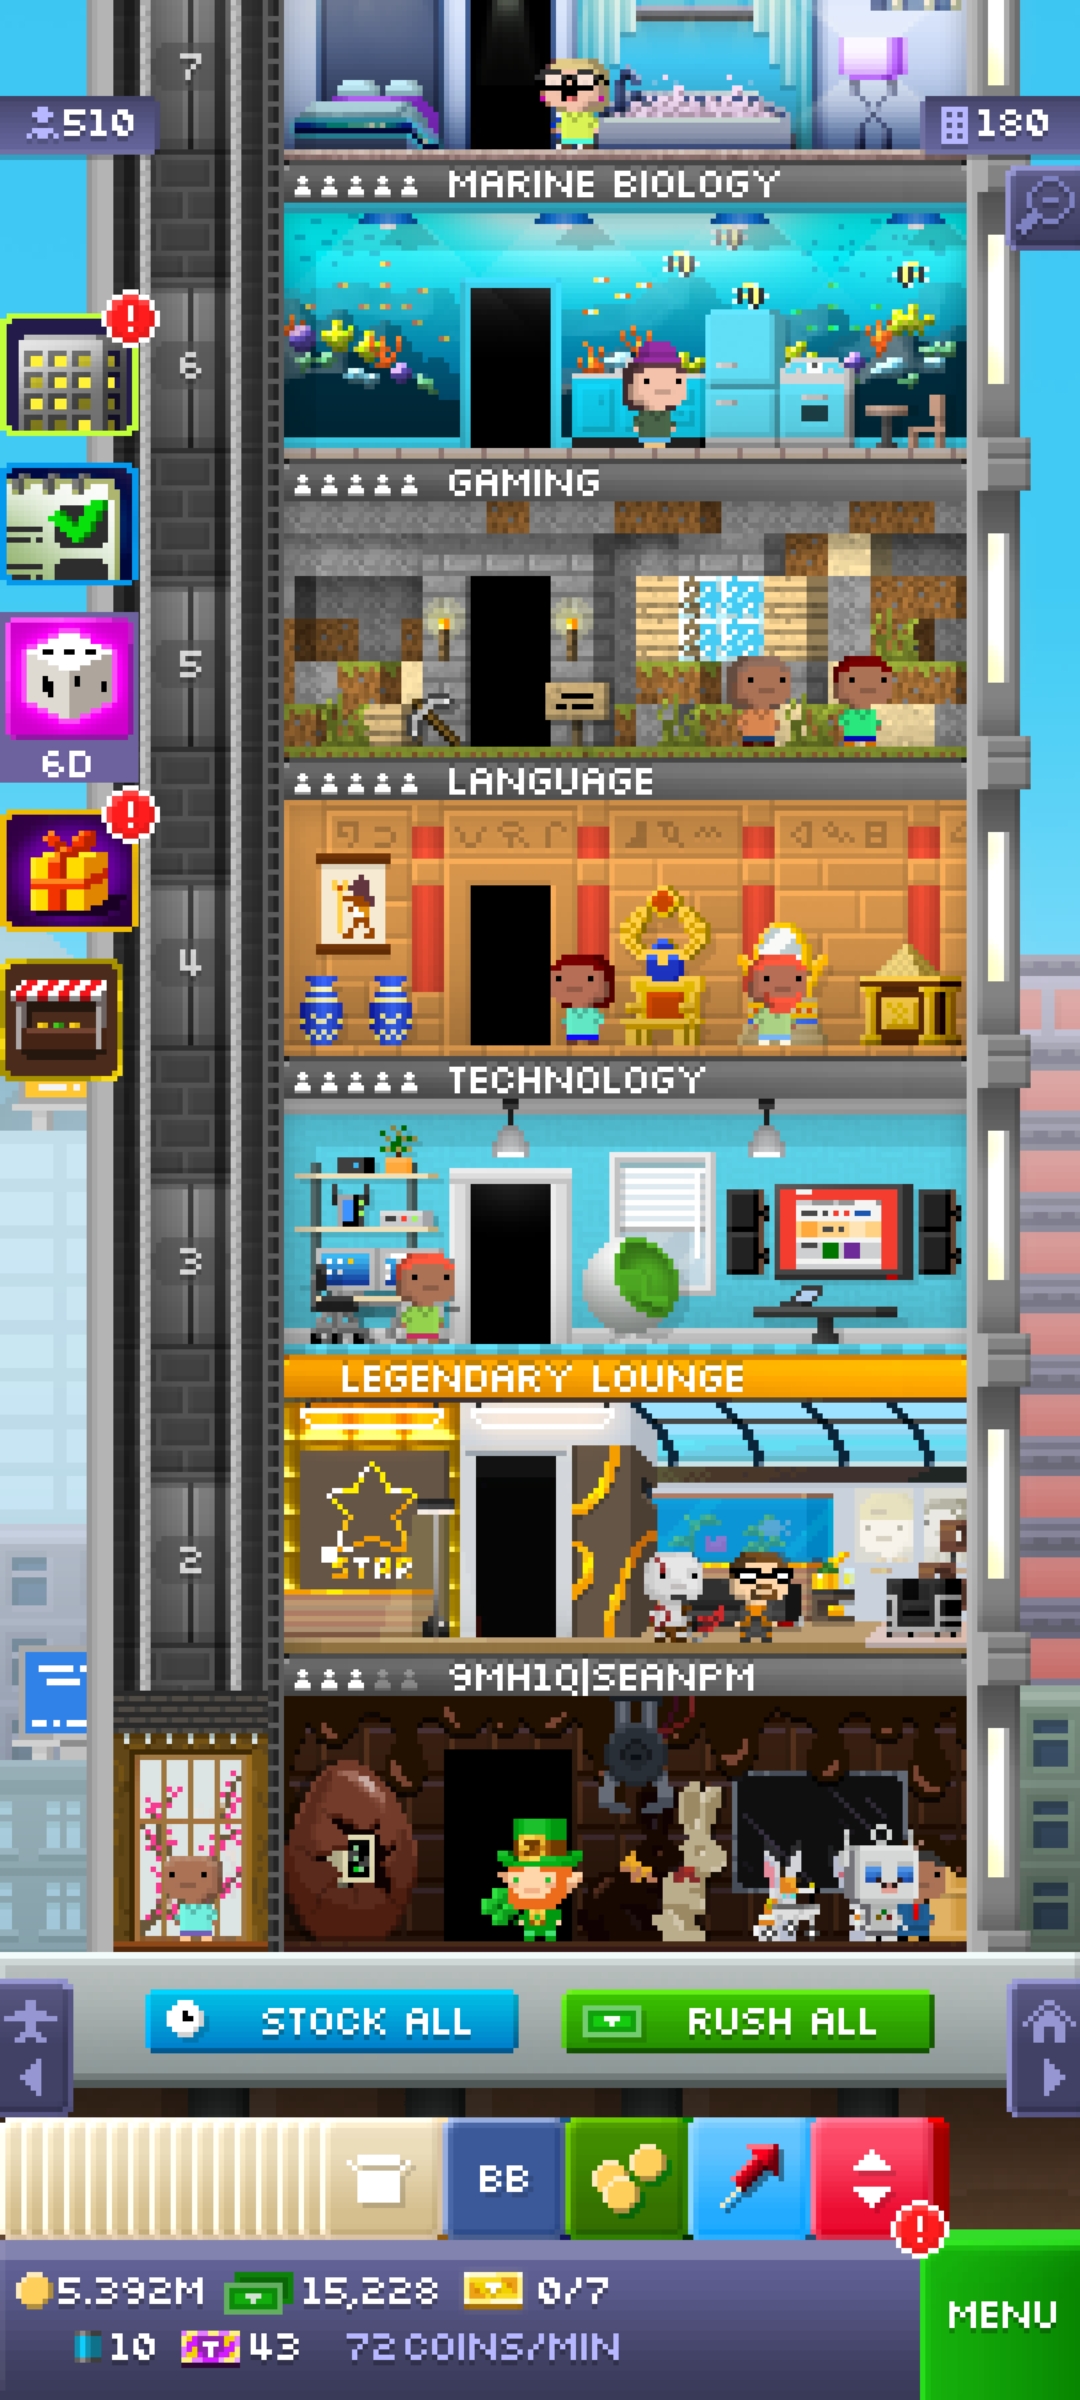 7
510
180
MARINE BIOLOGY
6
GAMING
5
6D
LANGUAGE
4
TECHNOLOGY
3
LEGENDARY LOUNGE
STAR
2
9MH1Q|SEANPM
STOCK ALL
RUSH ALL
BB
5.392M 15,228 0/7
MENU
10 43 72 COINS/MIN